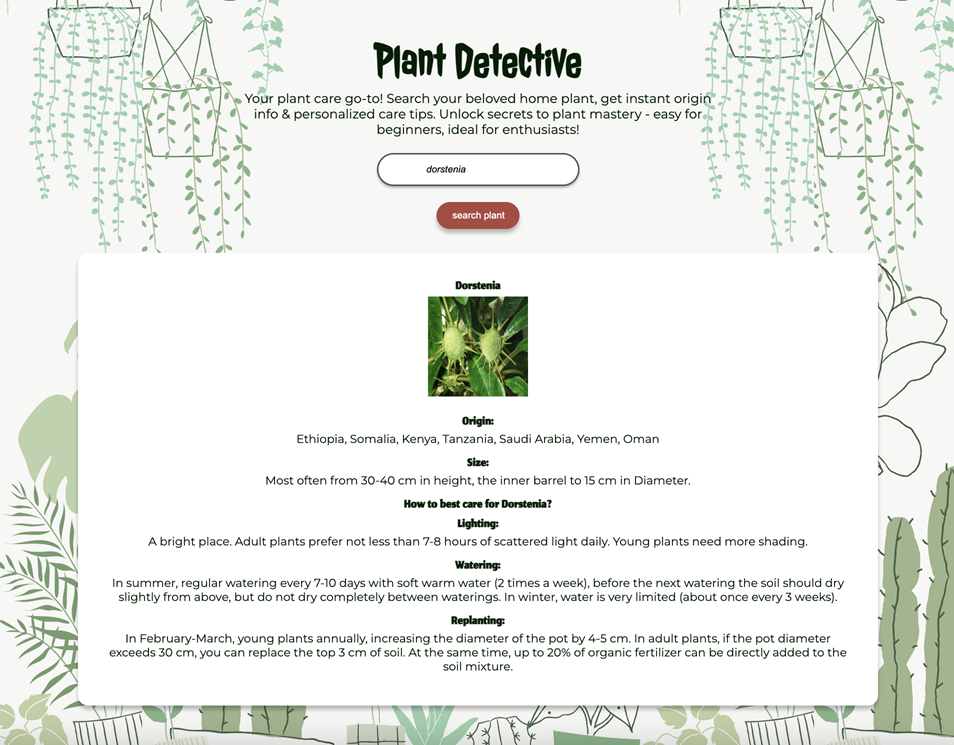 Plant Detective
Your plant care go-to! Search your beloved home plant, get instant origin
info & personalized care tips. Unlock secrets to plant mastery - easy for
beginners, ideal for enthusiasts!
dorstenia
search plant
Dorstenia
Origin:
Ethiopia, Somalia, Kenya, Tanzania, Saudi Arabia, Yemen, Oman
Size:
Most often from 30-40 cm in height, the inner barrel to 15 cm in Diameter.
How to best care for Dorstenia?
Lighting:
A bright place. Adult plants prefer not less than 7-8 hours of scattered light daily. Young plants need more shading.
Watering:
In summer, regular watering every 7-10 days with soft warm water (2 times a week), before the next watering the soil should dry
slightly from above, but do not dry completely between waterings. In winter, water is very limited (about once every 3 weeks).
Replanting:
In February-March, young plants annually, increasing the diameter of the pot by 4-5 cm. In adult plants, if the pot diameter
exceeds 30 cm, you can replace the top 3 cm of soil. At the same time, up to 20% of organic fertilizer can be directly added to the
soil mixture.